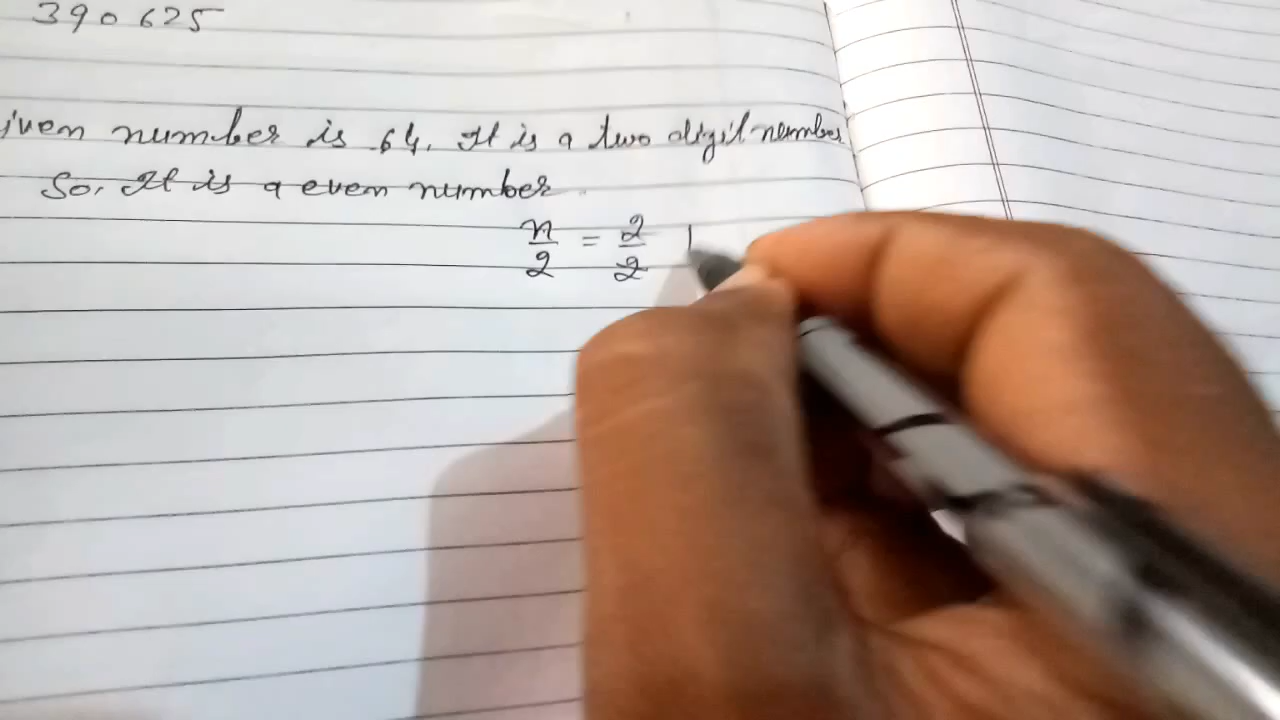 390625
iven number is 64. It is a two digit number
So, It is a even number.
n/2 = 2/2